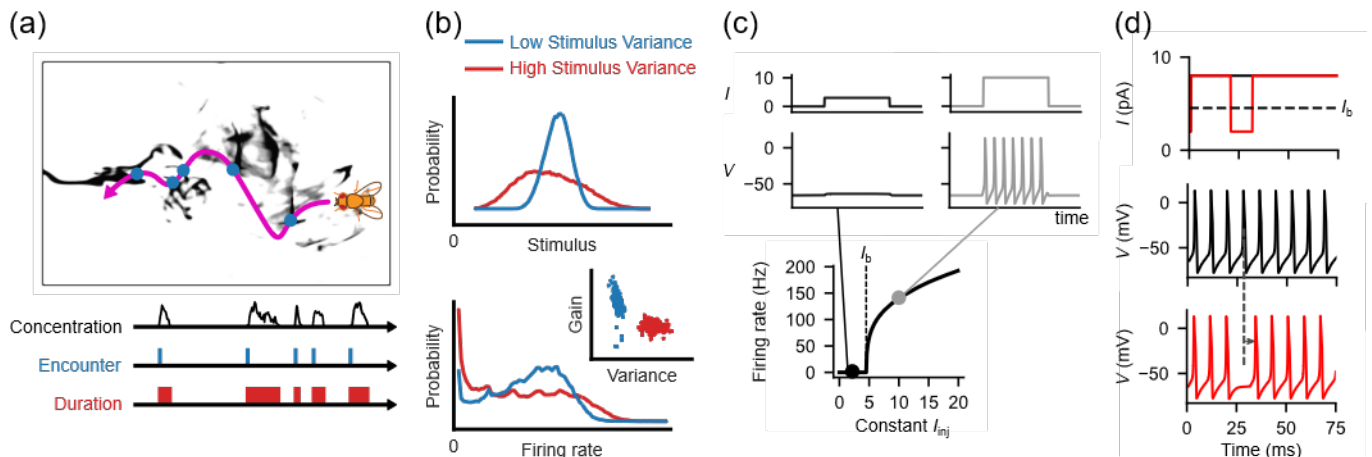 (a)
Concentration
Encounter
Duration
(b)
Low Stimulus Variance
High Stimulus Variance
Probability
0
Stimulus
Probability
Gain
Variance
0
Firing rate
(c)
I
10
0
V
0
−50
time
I_b
Firing rate (Hz)
200
150
100
50
0
0 5 10 15 20
Constant I_inj
(d)
I (pA)
10
0
I_b
V (mV)
0
−50
V (mV)
0
−50
0 25 50 75
Time (ms)